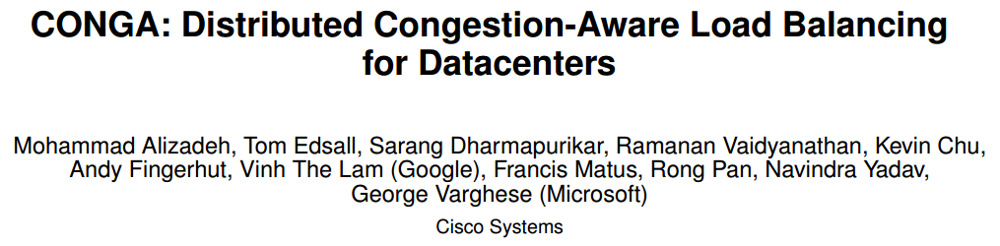 CONGA: Distributed Congestion-Aware Load Balancing
for Datacenters
Mohammad Alizadeh, Tom Edsall, Sarang Dharmapurikar, Ramanan Vaidyanathan, Kevin Chu,
Andy Fingerhut, Vinh The Lam (Google), Francis Matus, Rong Pan, Navindra Yadav,
George Varghese (Microsoft)
Cisco Systems